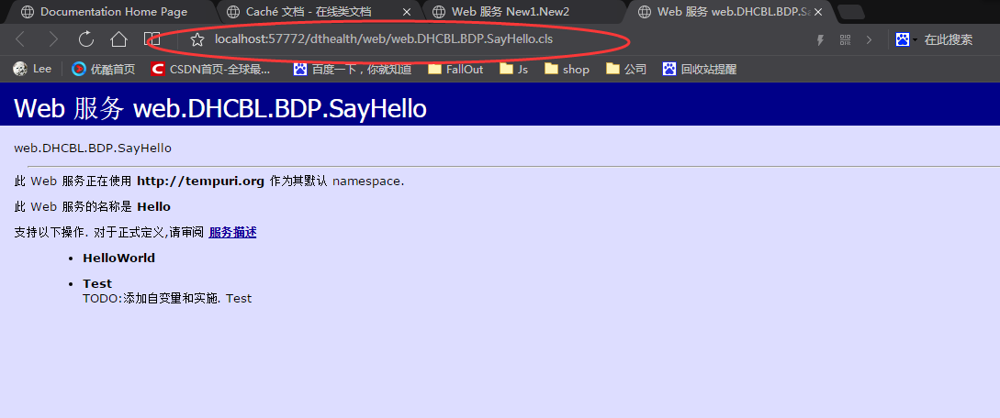 Documentation Home Page
Caché 文档 - 在线类文档
Web 服务 New1.New2
Web 服务 web.DHCBL.BDP.Sa
localhost:57772/dthealth/web/web.DHCBL.BDP.SayHello.cls
在此搜索
Lee
优酷首页
CSDN首页-全球最...
百度一下，你就知道
FallOut
Js
shop
公司
回收站提醒
Web 服务 web.DHCBL.BDP.SayHello
web.DHCBL.BDP.SayHello
此 Web 服务正在使用 http://tempuri.org 作为其默认 namespace.
此 Web 服务的名称是 Hello
支持以下操作. 对于正式定义,请审阅 服务描述
• HelloWorld
• Test
TODO:添加自变量和实施. Test